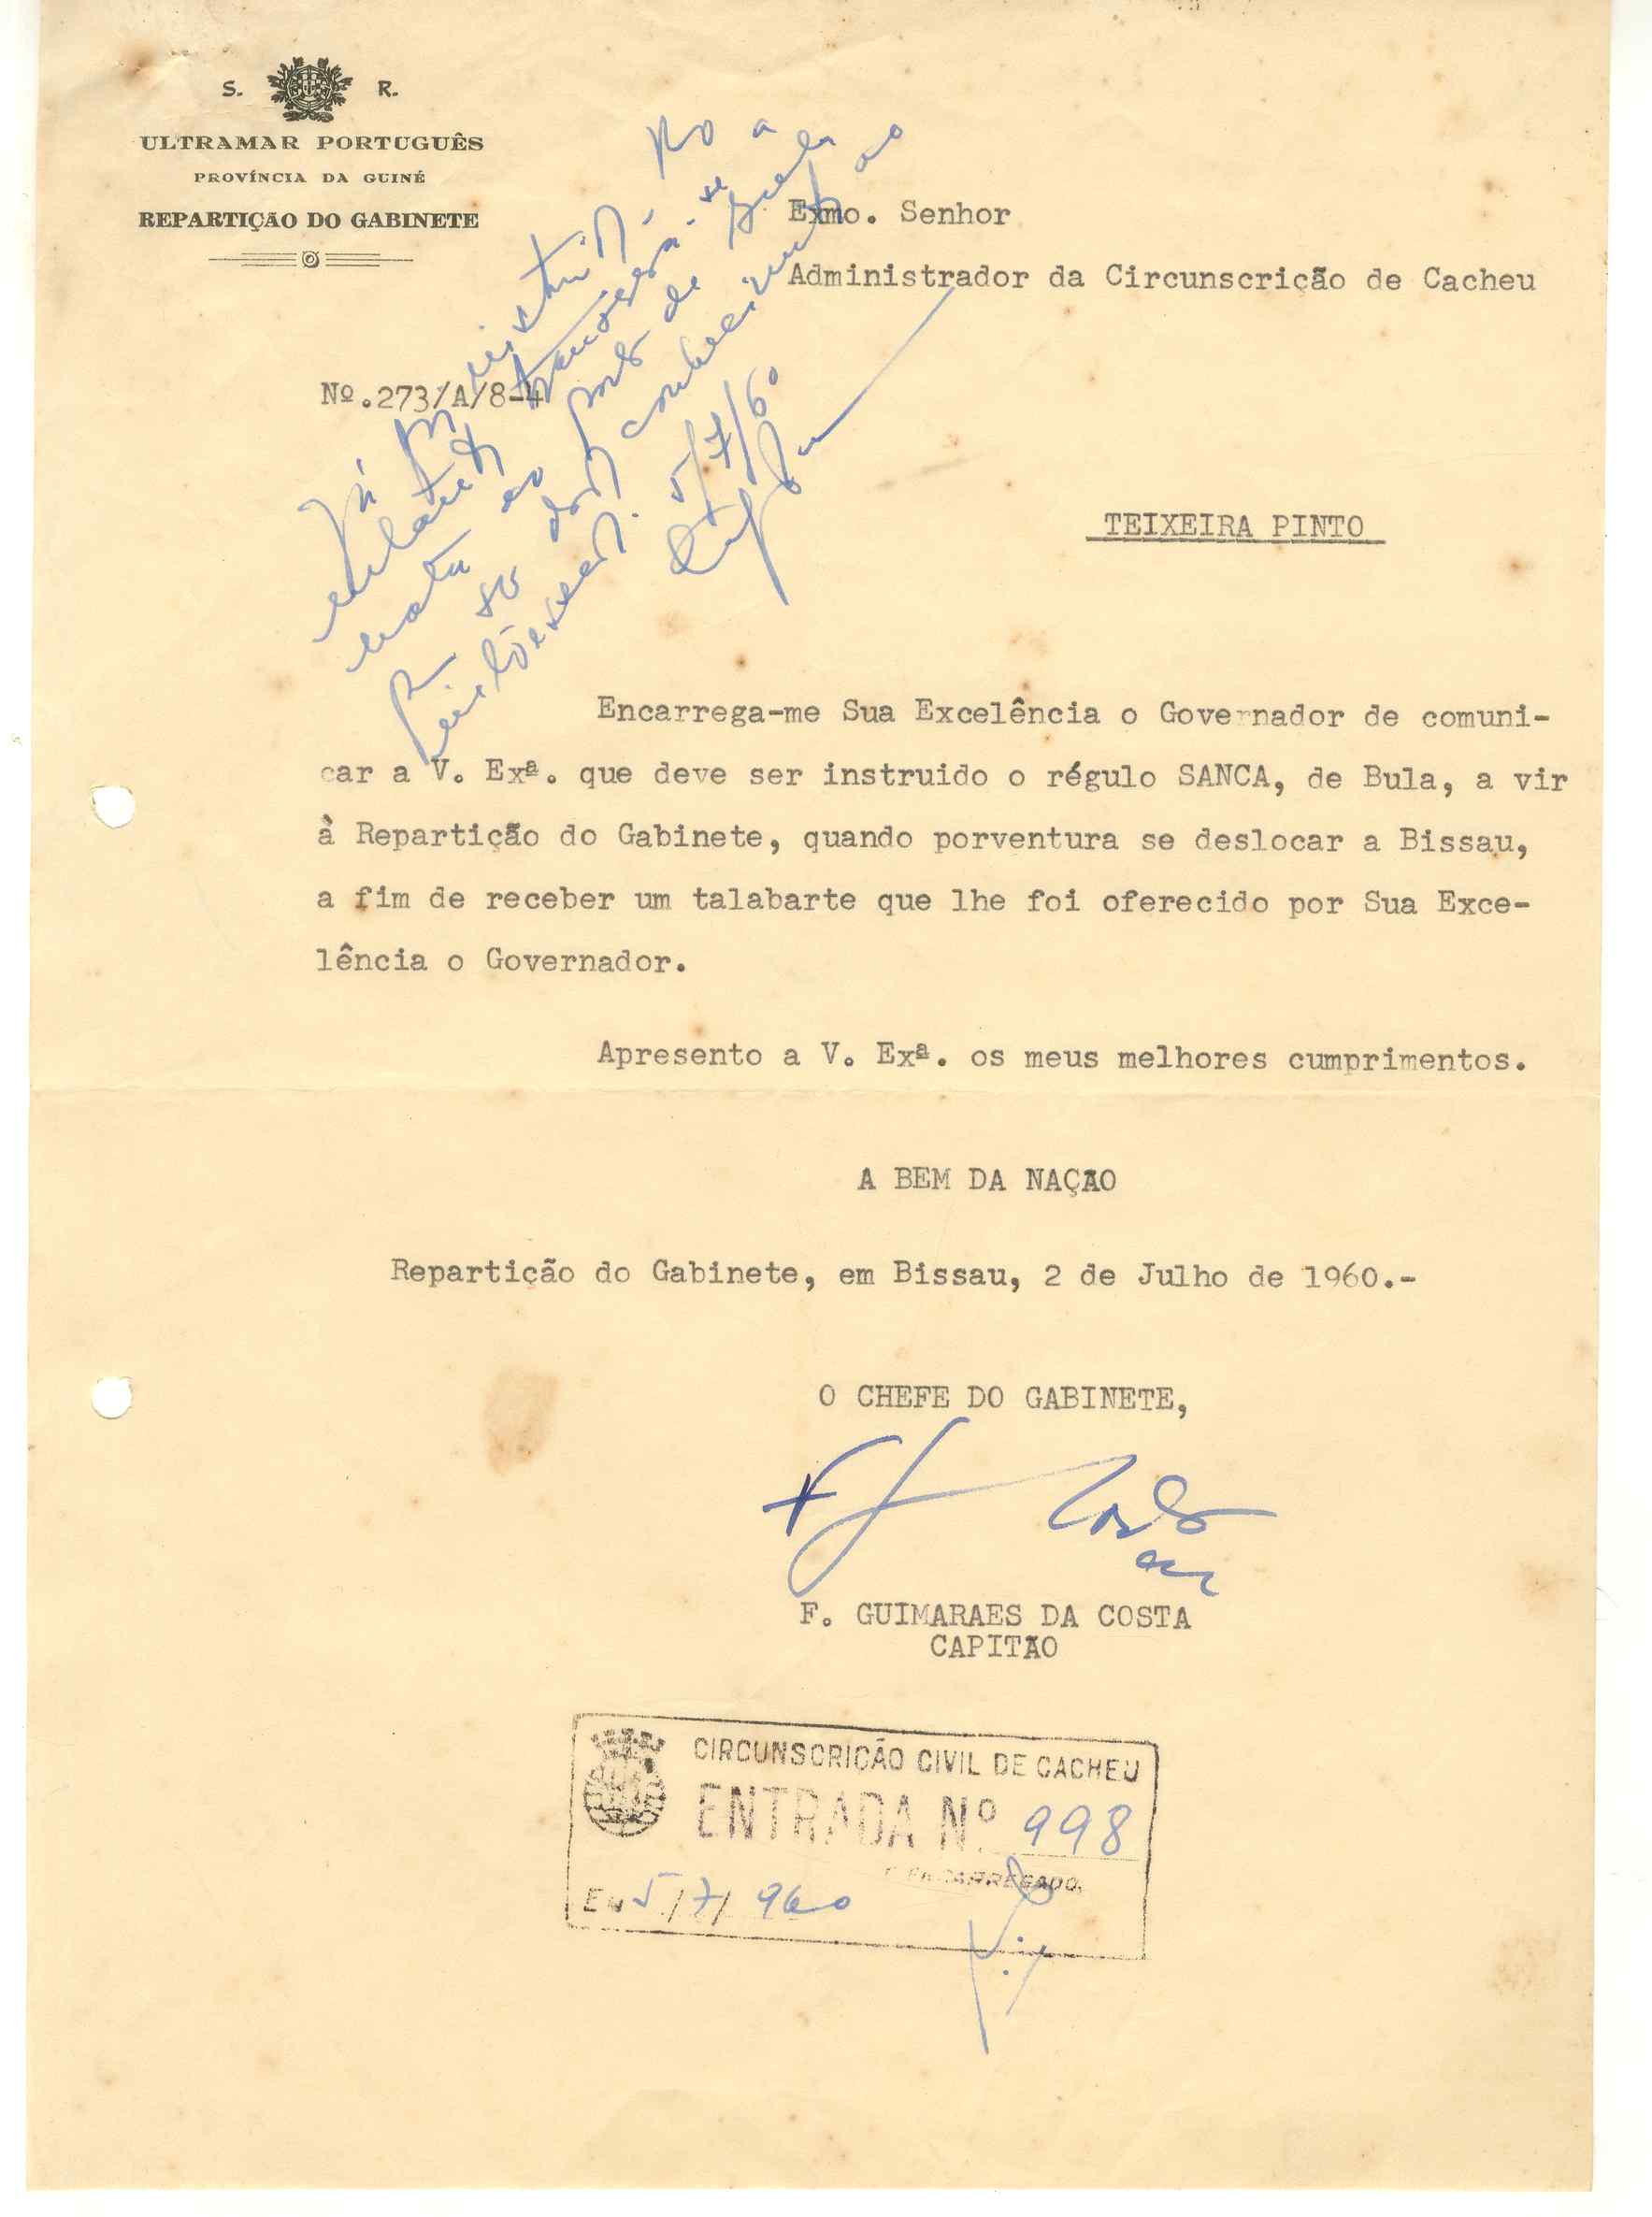 S. R.
ULTRAMAR PORTUGUÊS
PROVÍNCIA DA GUINÉ
REPARTIÇÃO DO GABINETE
Exmo. Senhor
Administrador da Circunscrição de Cacheu
Nº.273/A/8-4
TEIXEIRA PINTO
conhecimento ao
5/7/60
Encarrega-me Sua Excelência o Governador de comuni-
car a V. Exª. que deve ser instruido o régulo SANCA, de Bula, a vir
à Repartição do Gabinete, quando porventura se deslocar a Bissau,
a fim de receber um talabarte que lhe foi oferecido por Sua Exce-
lência o Governador.
Apresento a V. Exª. os meus melhores cumprimentos.
A BEM DA NAÇÃO
Repartição do Gabinete, em Bissau, 2 de Julho de 1960.-
O CHEFE DO GABINETE,
F. GUIMARAES DA COSTA
CAPITÃO
CIRCUNSCRIÇÃO CIVIL DE CACHEU
ENTRADA Nº 998
ENCARREGADO,
Em 5/7/960